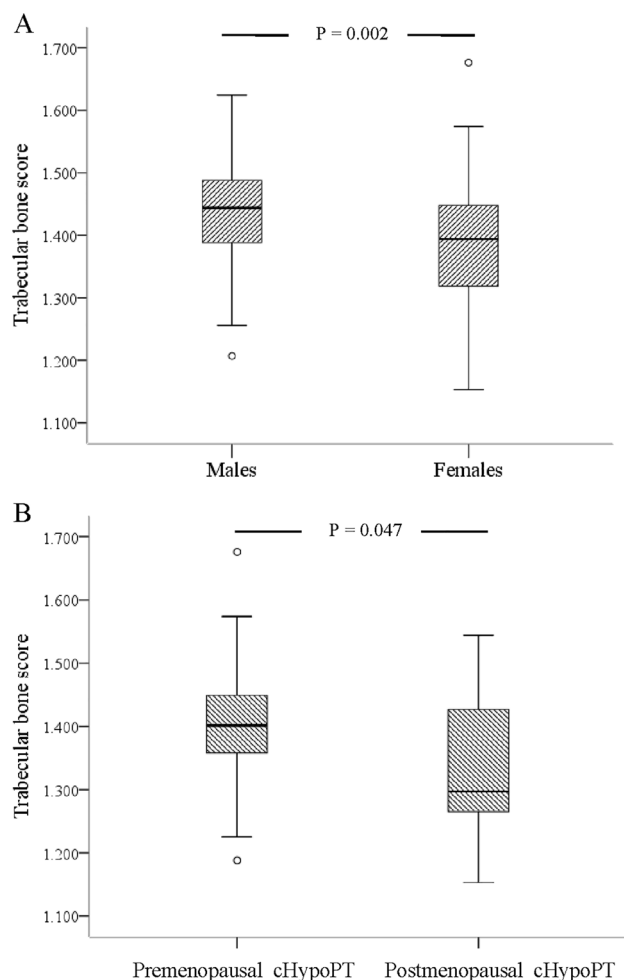 A
P = 0.002
1.700
1.600
1.500
1.400
1.300
1.200
1.100
Trabecular bone score
Males Females
B
P = 0.047
1.700
1.600
1.500
1.400
1.300
1.200
1.100
Trabecular bone score
Premenopausal cHypoPT Postmenopausal cHypoPT